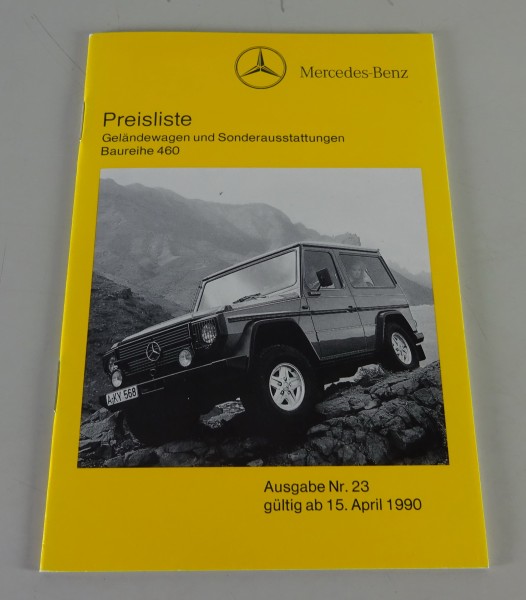 Mercedes-Benz
Preisliste
Geländewagen und Sonderausstattungen
Baureihe 460
A·KY 568
Ausgabe Nr. 23
gültig ab 15. April 1990